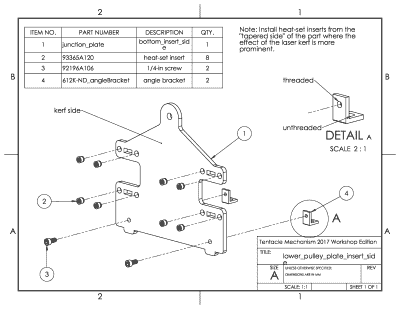 2
1
ITEM NO. PART NUMBER DESCRIPTION QTY.
1 junction_plate bottom_insert_sid
e 1
2 93365A120 heat-set insert 8
3 92196A106 1/4-in screw 2
4 612K-ND_angleBracket angle bracket 2
Note: Install heat-set inserts from the
"tapered side" of the part where the
effect of the laser kerf is more
prominent.
B
B
threaded
kerf side
unthreaded
DETAIL A
SCALE 2 : 1
1
2
4
A
3
A
A
Tentacle Mechanism 2017 Workshop Edition
TITLE:
lower_pulley_plate_insert_sid
e
SIZE
A
UNLESS OTHERWISE SPECIFIED:
DIMENSIONS ARE IN MM
REV
SCALE: 1:1
SHEET 1 OF 1
2
1